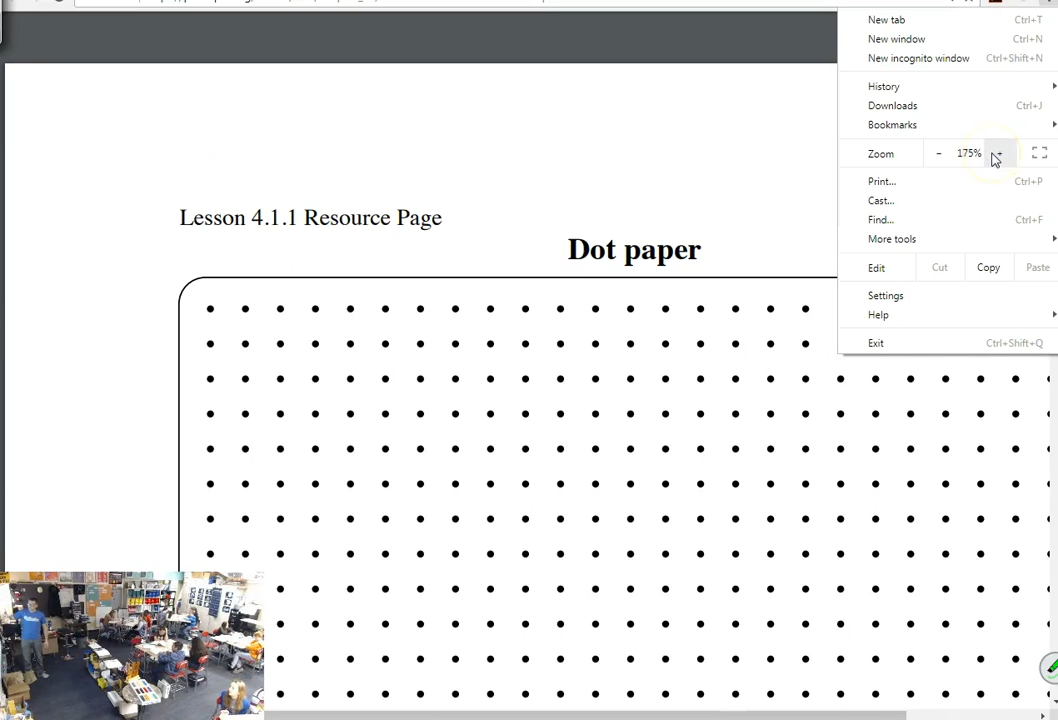 New tab Ctrl+T
New window Ctrl+N
New incognito window Ctrl+Shift+N
History
Downloads Ctrl+J
Bookmarks
Zoom - 175% +
Print... Ctrl+P
Cast...
Find... Ctrl+F
More tools
Edit Cut Copy Paste
Settings
Help
Exit Ctrl+Shift+Q
Lesson 4.1.1 Resource Page
Dot paper